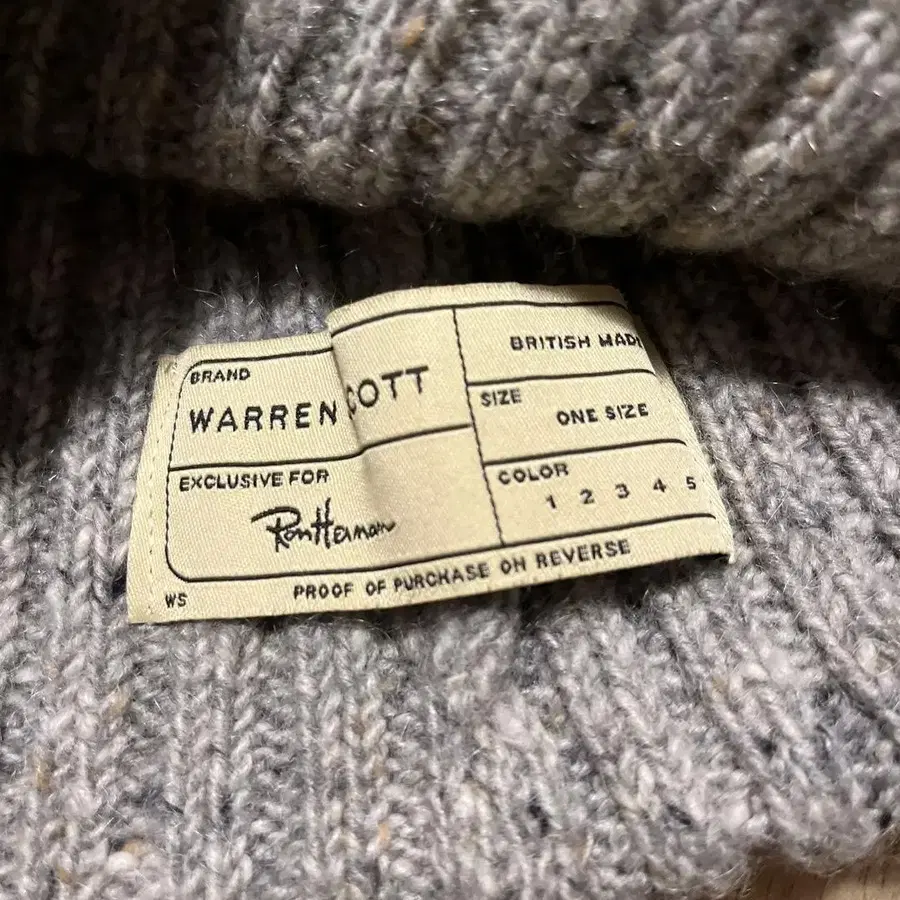 BRAND
WARREN COTT
EXCLUSIVE FOR
Ron Herman
BRITISH MAD
SIZE
ONE SIZE
COLOR
1 2 3 4 5
WS
PROOF OF PURCHASE ON REVERSE